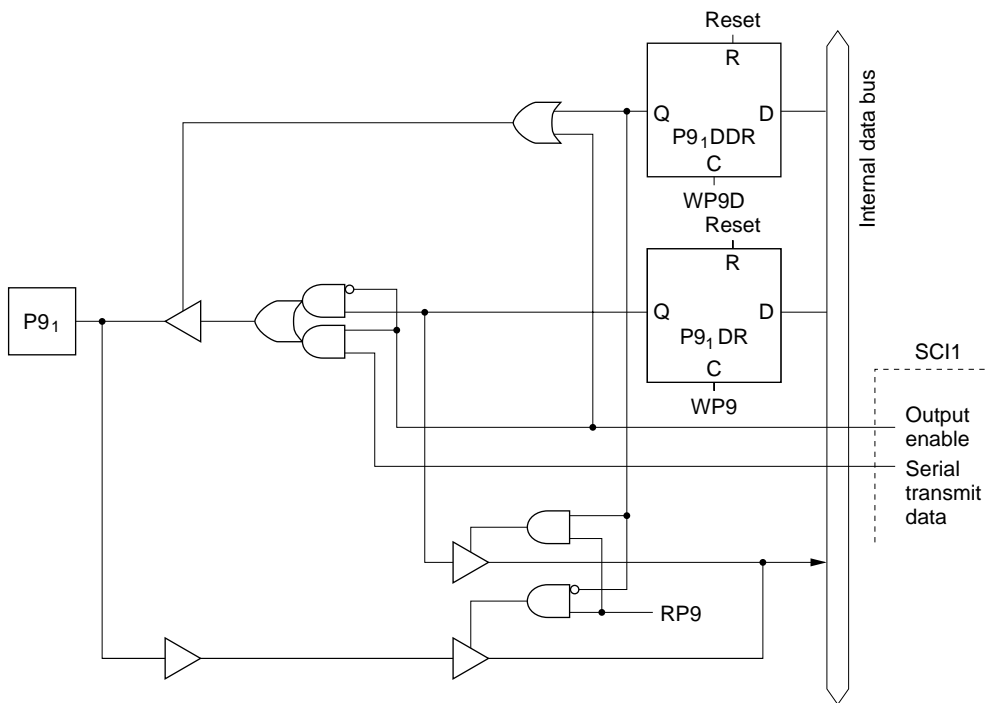 Reset
R
Q
D
P9₁DDR
C
WP9D
Reset
R
Q
D
P9₁DR
C
WP9
P9₁
Internal data bus
SCI1
Output
enable
Serial
transmit
data
RP9